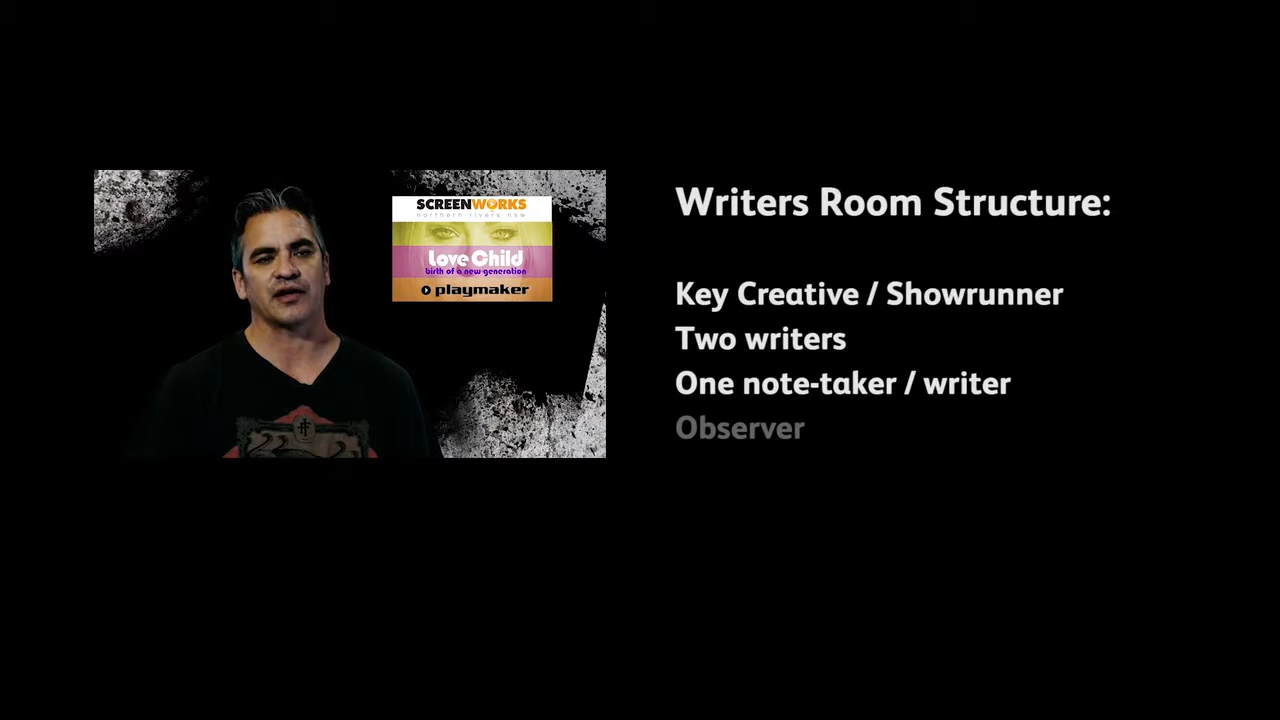 SCREENWORKS
northern rivers nsw
Love Child
birth of a new generation
playmaker
Writers Room Structure:
Key Creative / Showrunner
Two writers
One note-taker / writer
Observer